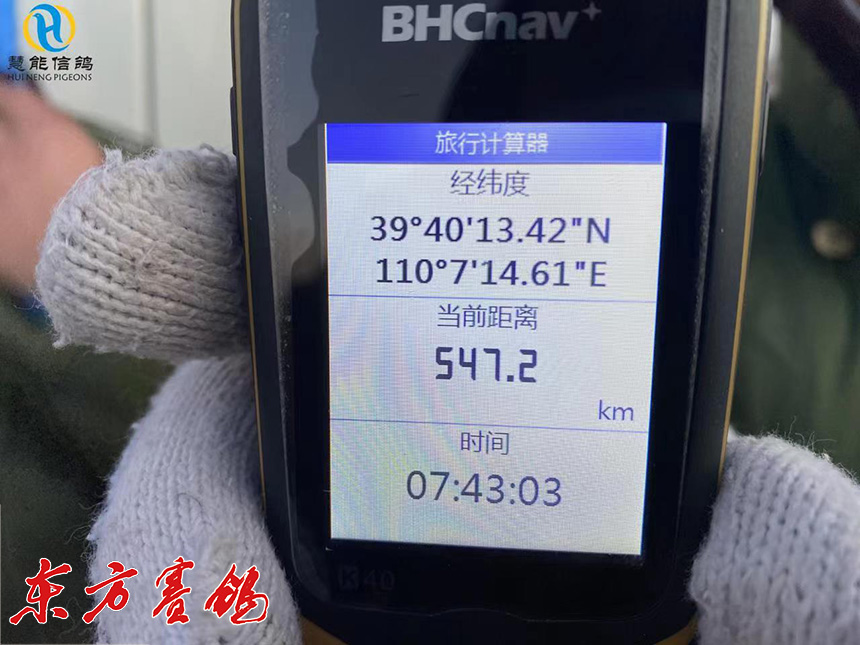 慧能信鸽
HUINENG PIGEONS
BHCnav
旅行计算器
经纬度
39°40'13.42"N
110°7'14.61"E
当前距离
547.2
km
时间
07:43:03
K40
东方赛鸽